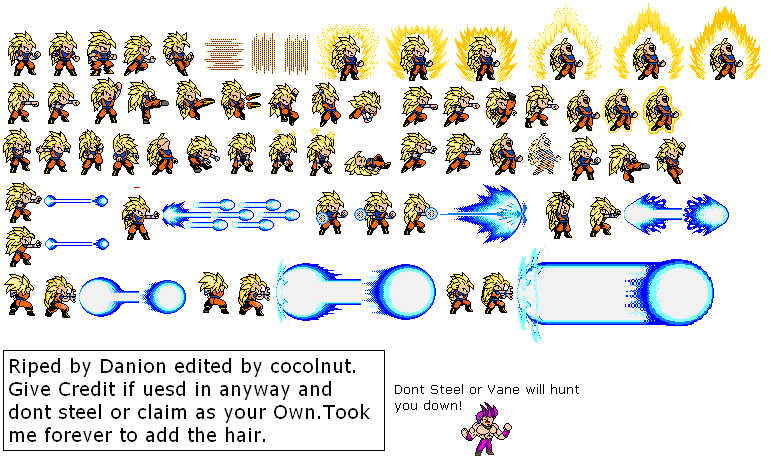 Riped by Danion edited by cocolnut.
Give Credit if uesd in anyway and
dont steel or claim as your Own.Took
me forever to add the hair.
Dont Steel or Vane will hunt
you down!